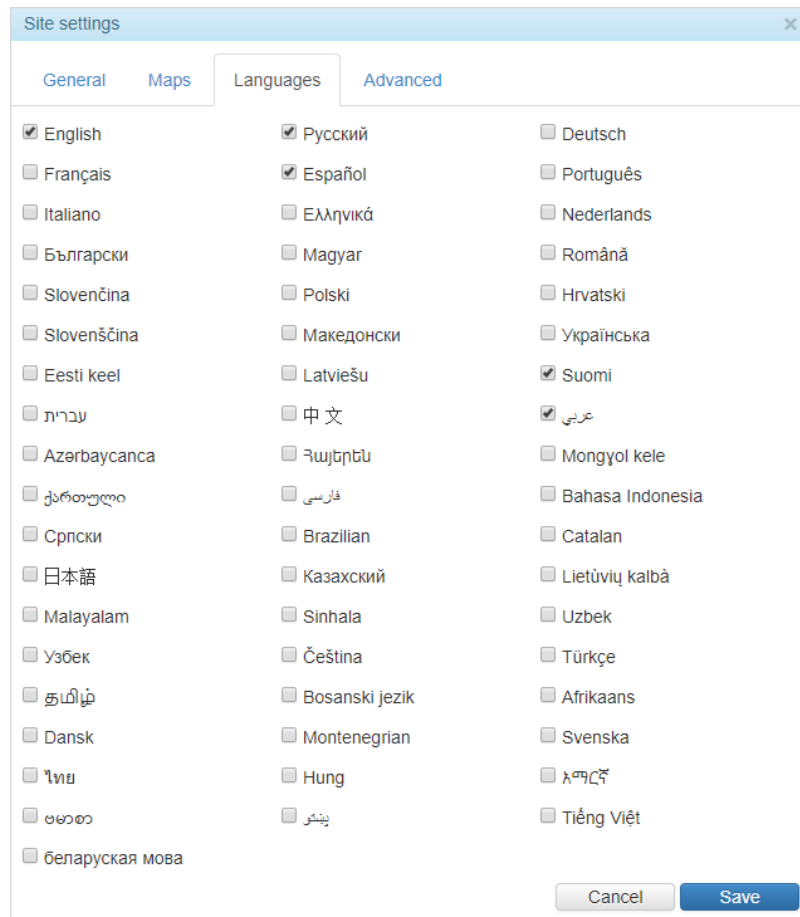 Site settings
General Maps Languages Advanced
English Русский Deutsch
Français Español Português
Italiano Ελληνικά Nederlands
Български Magyar Română
Slovenčina Polski Hrvatski
Slovenščina Македонски Українська
Eesti keel Latviešu Suomi
עברית 中 文 عربي
Azərbaycanca Հայերեն Mongɣol kele
ქართული فارسی Bahasa Indonesia
Српски Brazilian Catalan
日本語 Казахский Lietùvių kalbà
Malayalam Sinhala Uzbek
Узбек Čeština Türkçe
தமிழ் Bosanski jezik Afrikaans
Dansk Montenegrian Svenska
ไทย Hung አማርኛ
ဗမာစာ پښتو Tiếng Việt
беларуская мова
Cancel Save